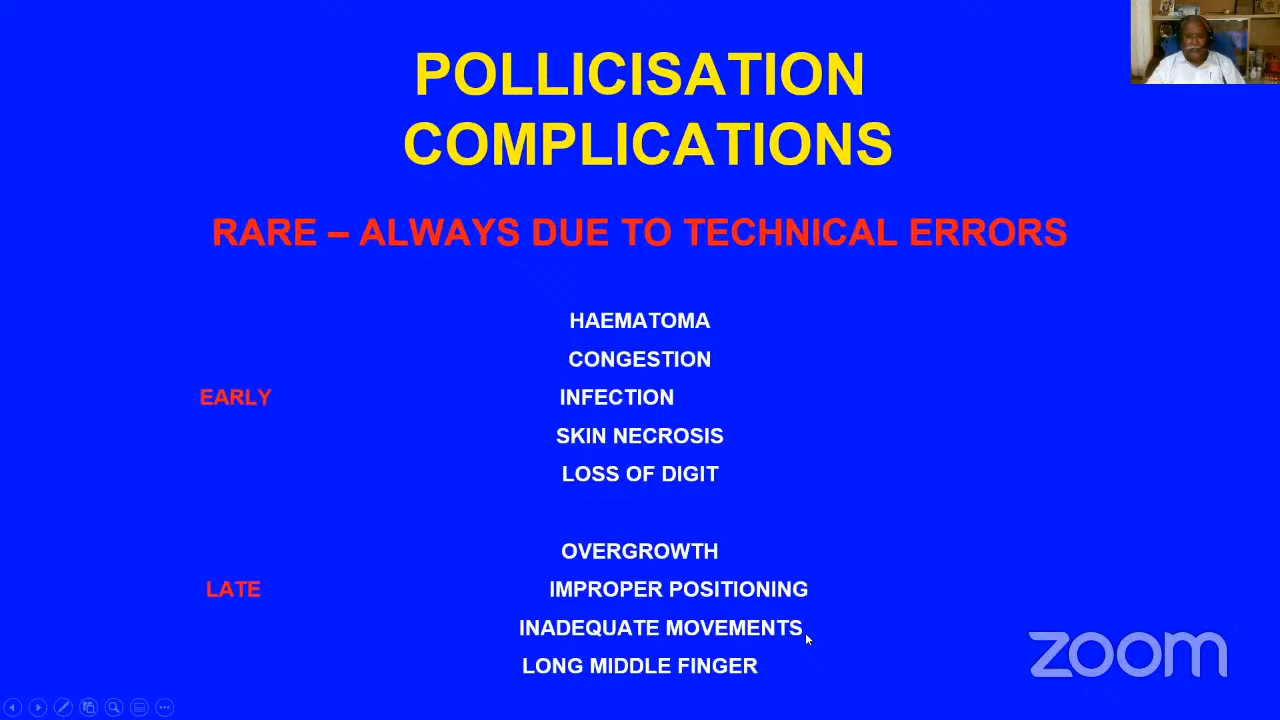 POLLICISATION
COMPLICATIONS
RARE – ALWAYS DUE TO TECHNICAL ERRORS
HAEMATOMA
CONGESTION
EARLY INFECTION
SKIN NECROSIS
LOSS OF DIGIT
OVERGROWTH
LATE IMPROPER POSITIONING
INADEQUATE MOVEMENTS
LONG MIDDLE FINGER
zoom